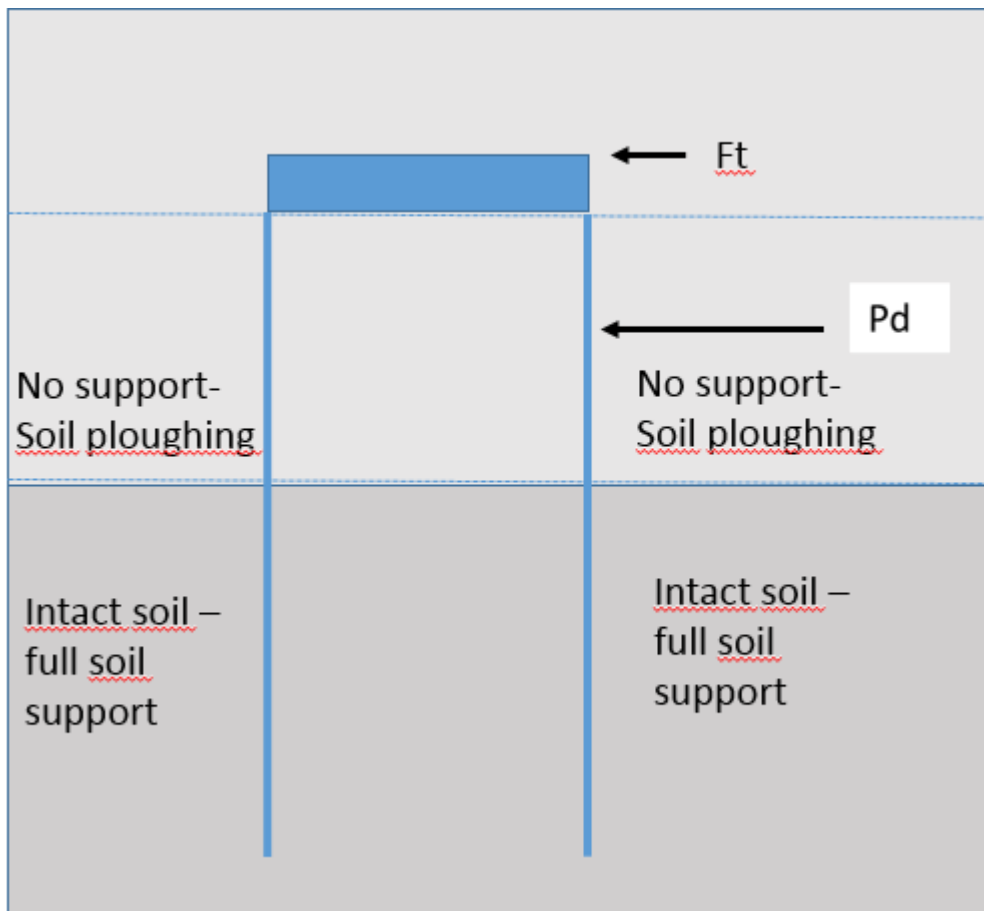 Ft
Pd
No support-
Soil ploughing
No support-
Soil ploughing
Intact soil –
full soil
support
Intact soil –
full soil
support